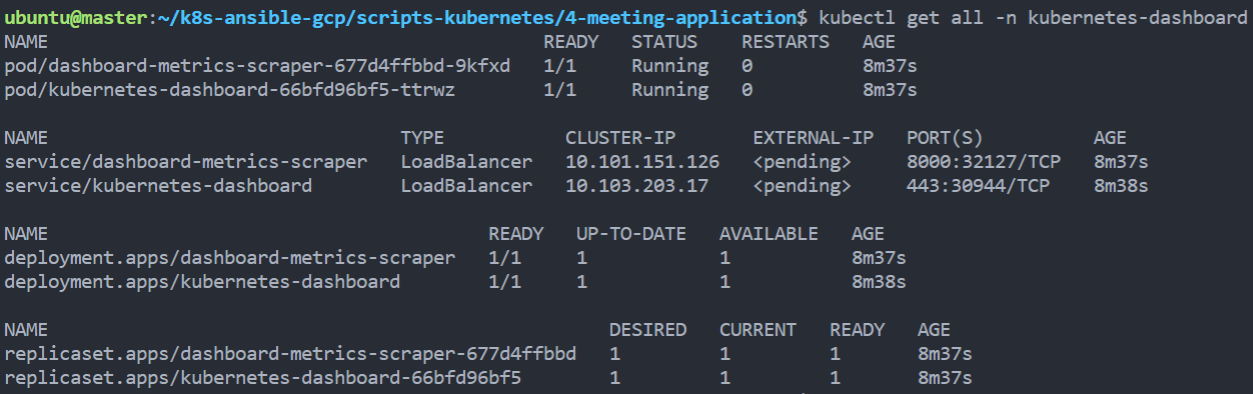 ubuntu@master:~/k8s-ansible-gcp/scripts-kubernetes/4-meeting-application$ kubectl get all -n kubernetes-dashboard
NAME READY STATUS RESTARTS AGE
pod/dashboard-metrics-scraper-677d4ffbbd-9kfxd 1/1 Running 0 8m37s
pod/kubernetes-dashboard-66bfd96bf5-ttrwz 1/1 Running 0 8m37s
NAME TYPE CLUSTER-IP EXTERNAL-IP PORT(S) AGE
service/dashboard-metrics-scraper LoadBalancer 10.101.151.126 <pending> 8000:32127/TCP 8m37s
service/kubernetes-dashboard LoadBalancer 10.103.203.17 <pending> 443:30944/TCP 8m38s
NAME READY UP-TO-DATE AVAILABLE AGE
deployment.apps/dashboard-metrics-scraper 1/1 1 1 8m37s
deployment.apps/kubernetes-dashboard 1/1 1 1 8m38s
NAME DESIRED CURRENT READY AGE
replicaset.apps/dashboard-metrics-scraper-677d4ffbbd 1 1 1 8m37s
replicaset.apps/kubernetes-dashboard-66bfd96bf5 1 1 1 8m37s